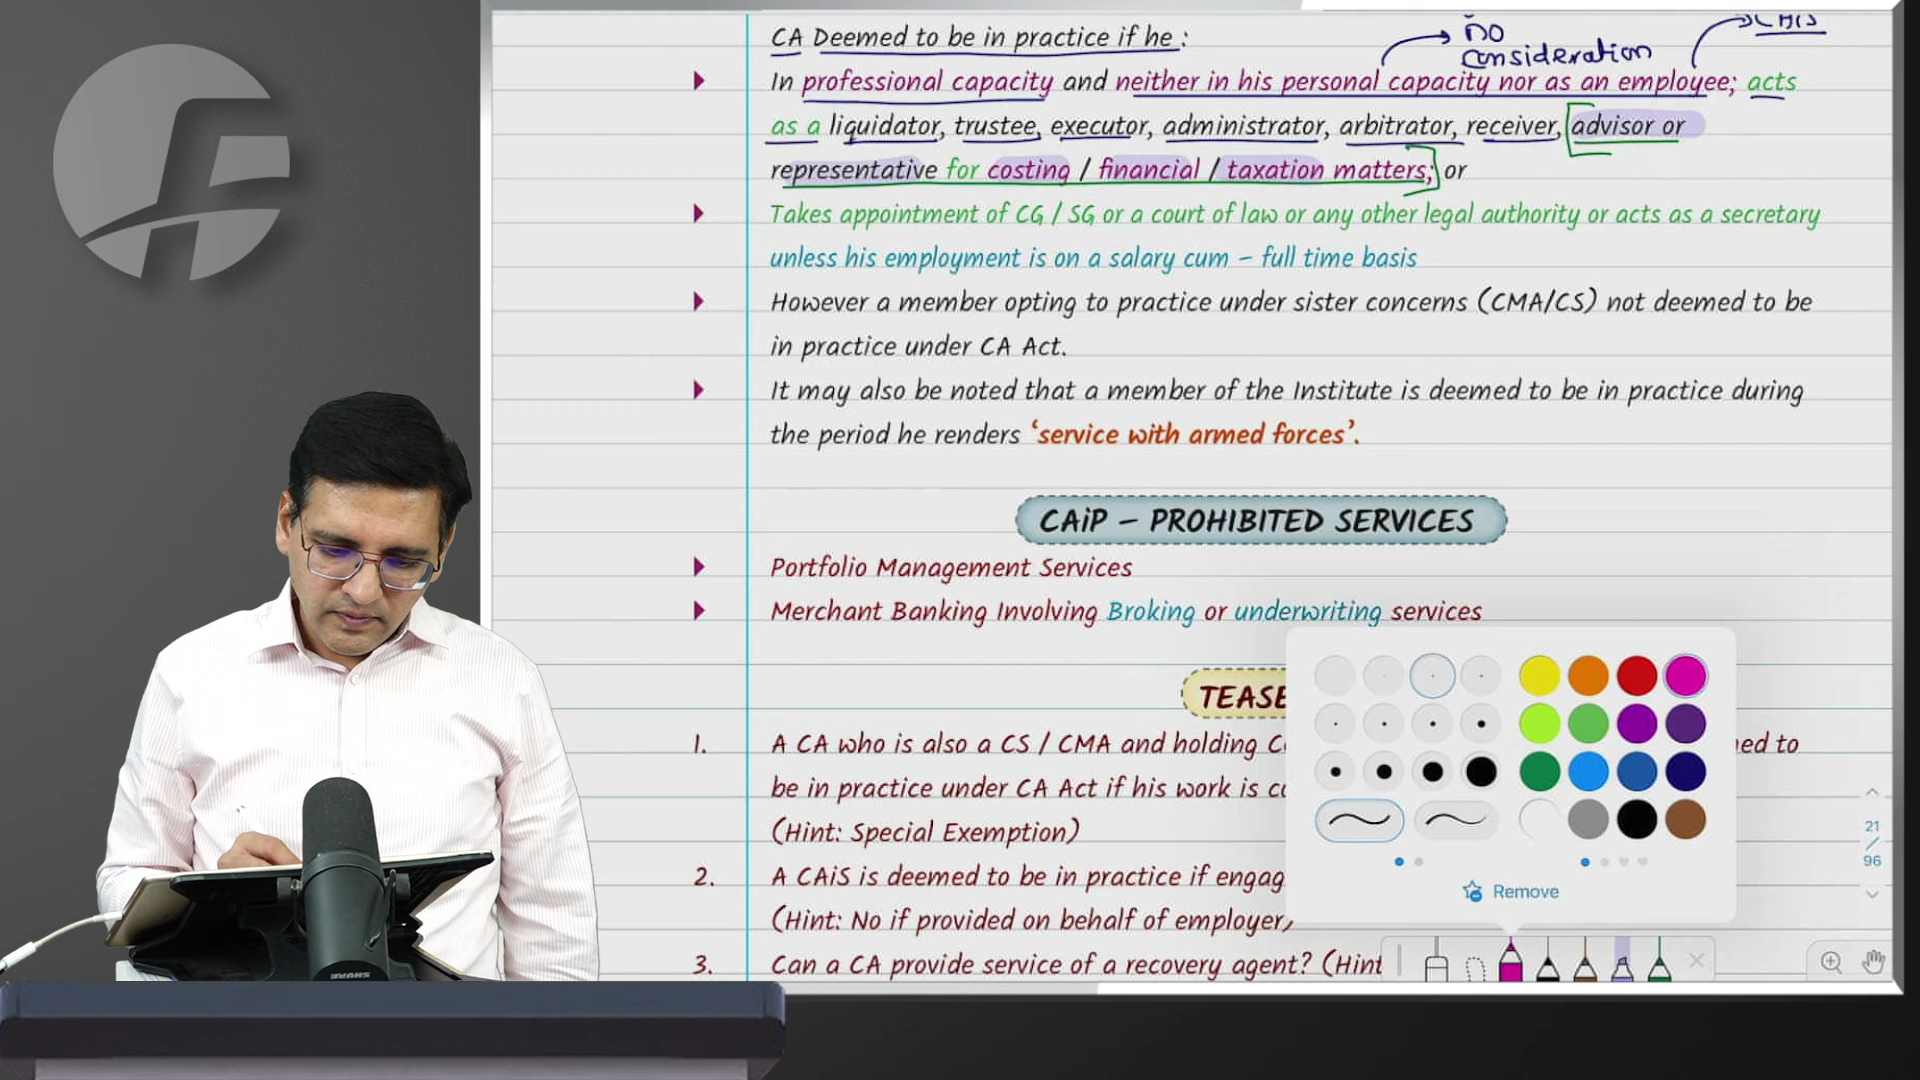 no
consideration
CA Deemed to be in practice if he :
In professional capacity and neither in his personal capacity nor as an employee; acts
as a liquidator, trustee, executor, administrator, arbitrator, receiver, advisor or
representative for costing / financial / taxation matters; or
Takes appointment of CG / SG or a court of law or any other legal authority or acts as a secretary
unless his employment is on a salary cum – full time basis
However a member opting to practice under sister concerns (CMA/CS) not deemed to be
in practice under CA Act.
It may also be noted that a member of the Institute is deemed to be in practice during
the period he renders ‘service with armed forces’.
CAiP – PROHIBITED SERVICES
Portfolio Management Services
Merchant Banking Involving Broking or underwriting services
1. A CA who is also a CS / CMA and holding to
be in practice under CA Act if his work is
(Hint: Special Exemption)
2. A CAiS is deemed to be in practice if
(Hint: No if provided on behalf of employer)
3. Can a CA provide service of a recovery agent? (Hint
Remove
21
/
96
SHURE